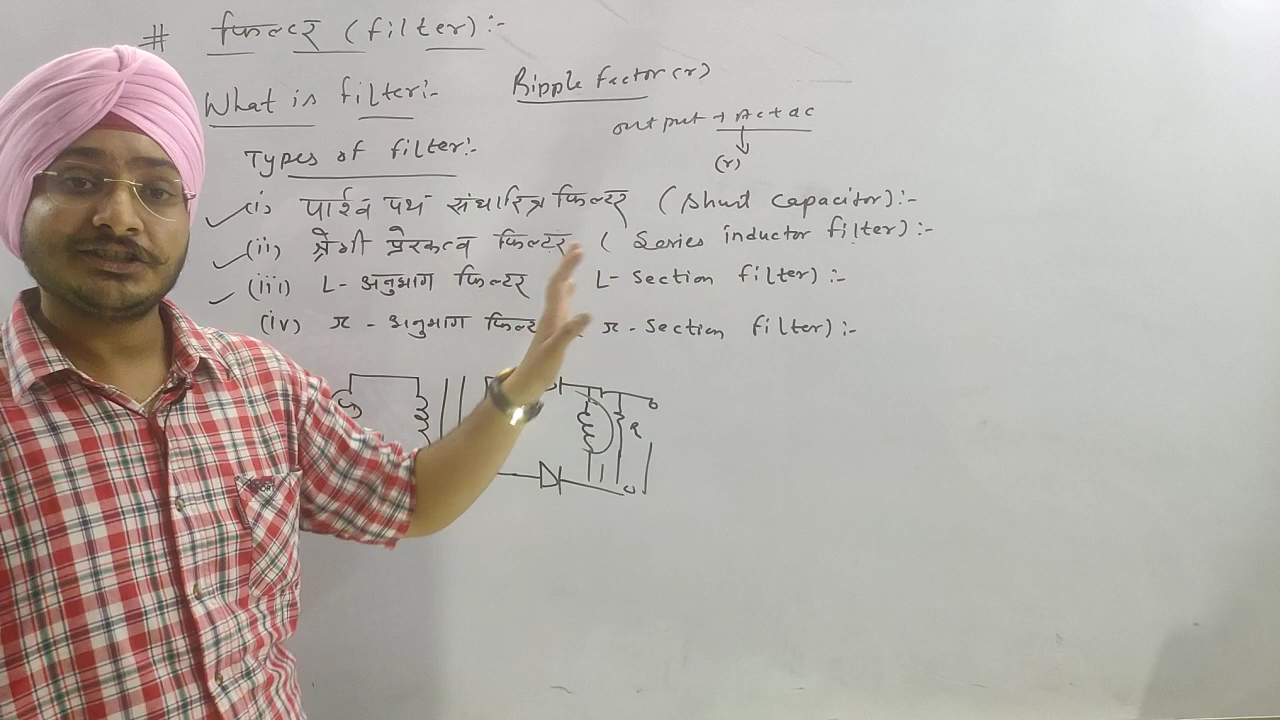 # फिल्टर (filter):-
What is filter:-
Ripple factor(r)
output → dc + ac
(r)
Types of filter:-
(i) पार्श्व पथ संधारित्र फिल्टर (shunt capacitor):-
(ii) श्रेणी प्रेरकत्व फिल्टर ( Series inductor filter):-
(iii) L- अनुभाग फिल्टर L- Section filter):-
(iv) π - अनुभाग π - Section filter):-
R